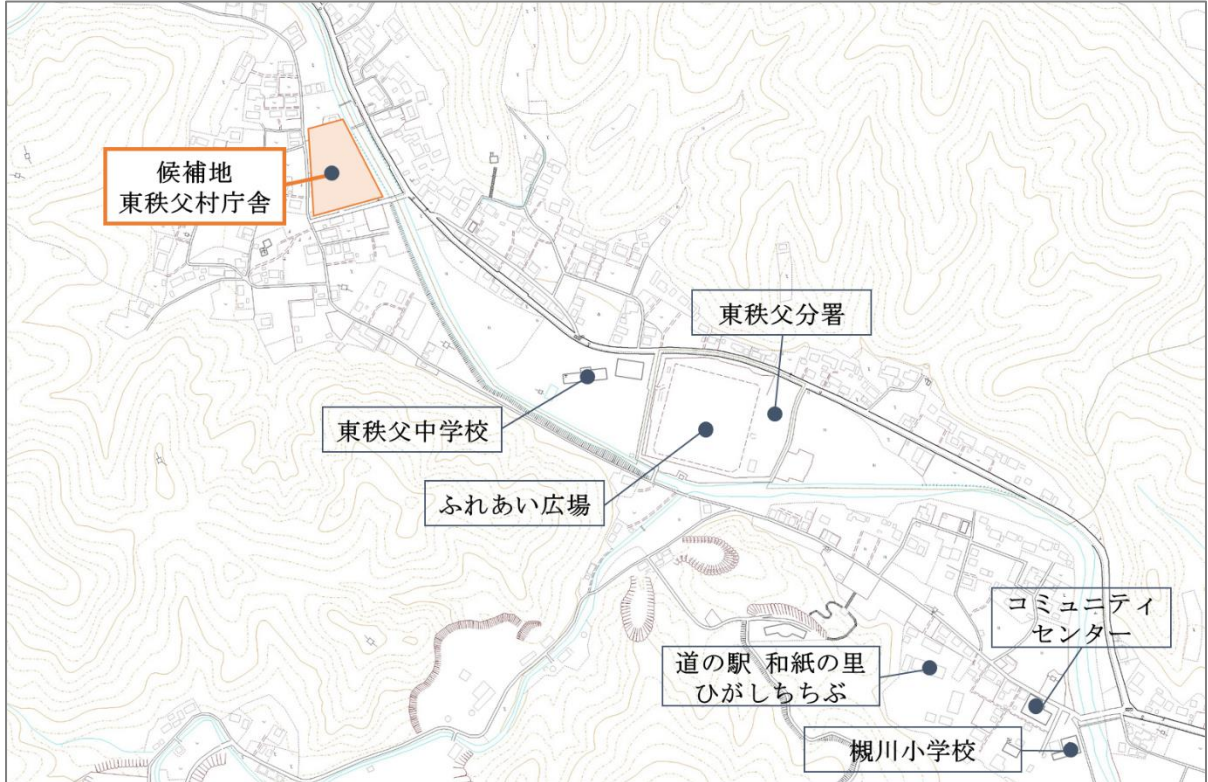 候補地
東秩父村庁舎
東秩父分署
東秩父中学校
ふれあい広場
コミュニティ
センター
道の駅 和紙の里
ひがしちちぶ
槻川小学校